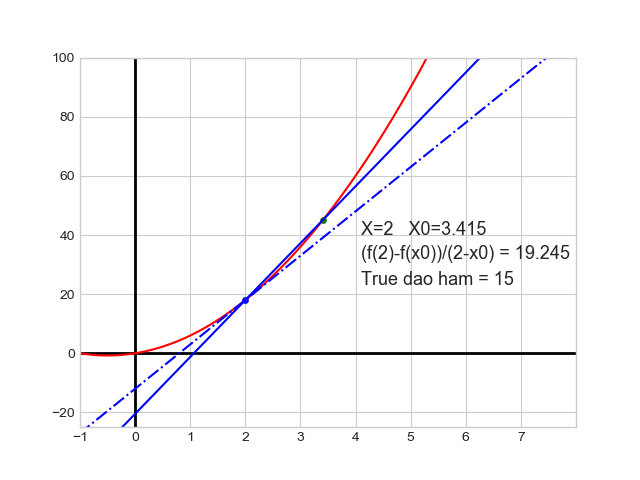 100
80
60
40
20
0
−20
X=2 X0=3.415
(f(2)-f(x0))/(2-x0) = 19.245
True dao ham = 15
−1 0 1 2 3 4 5 6 7